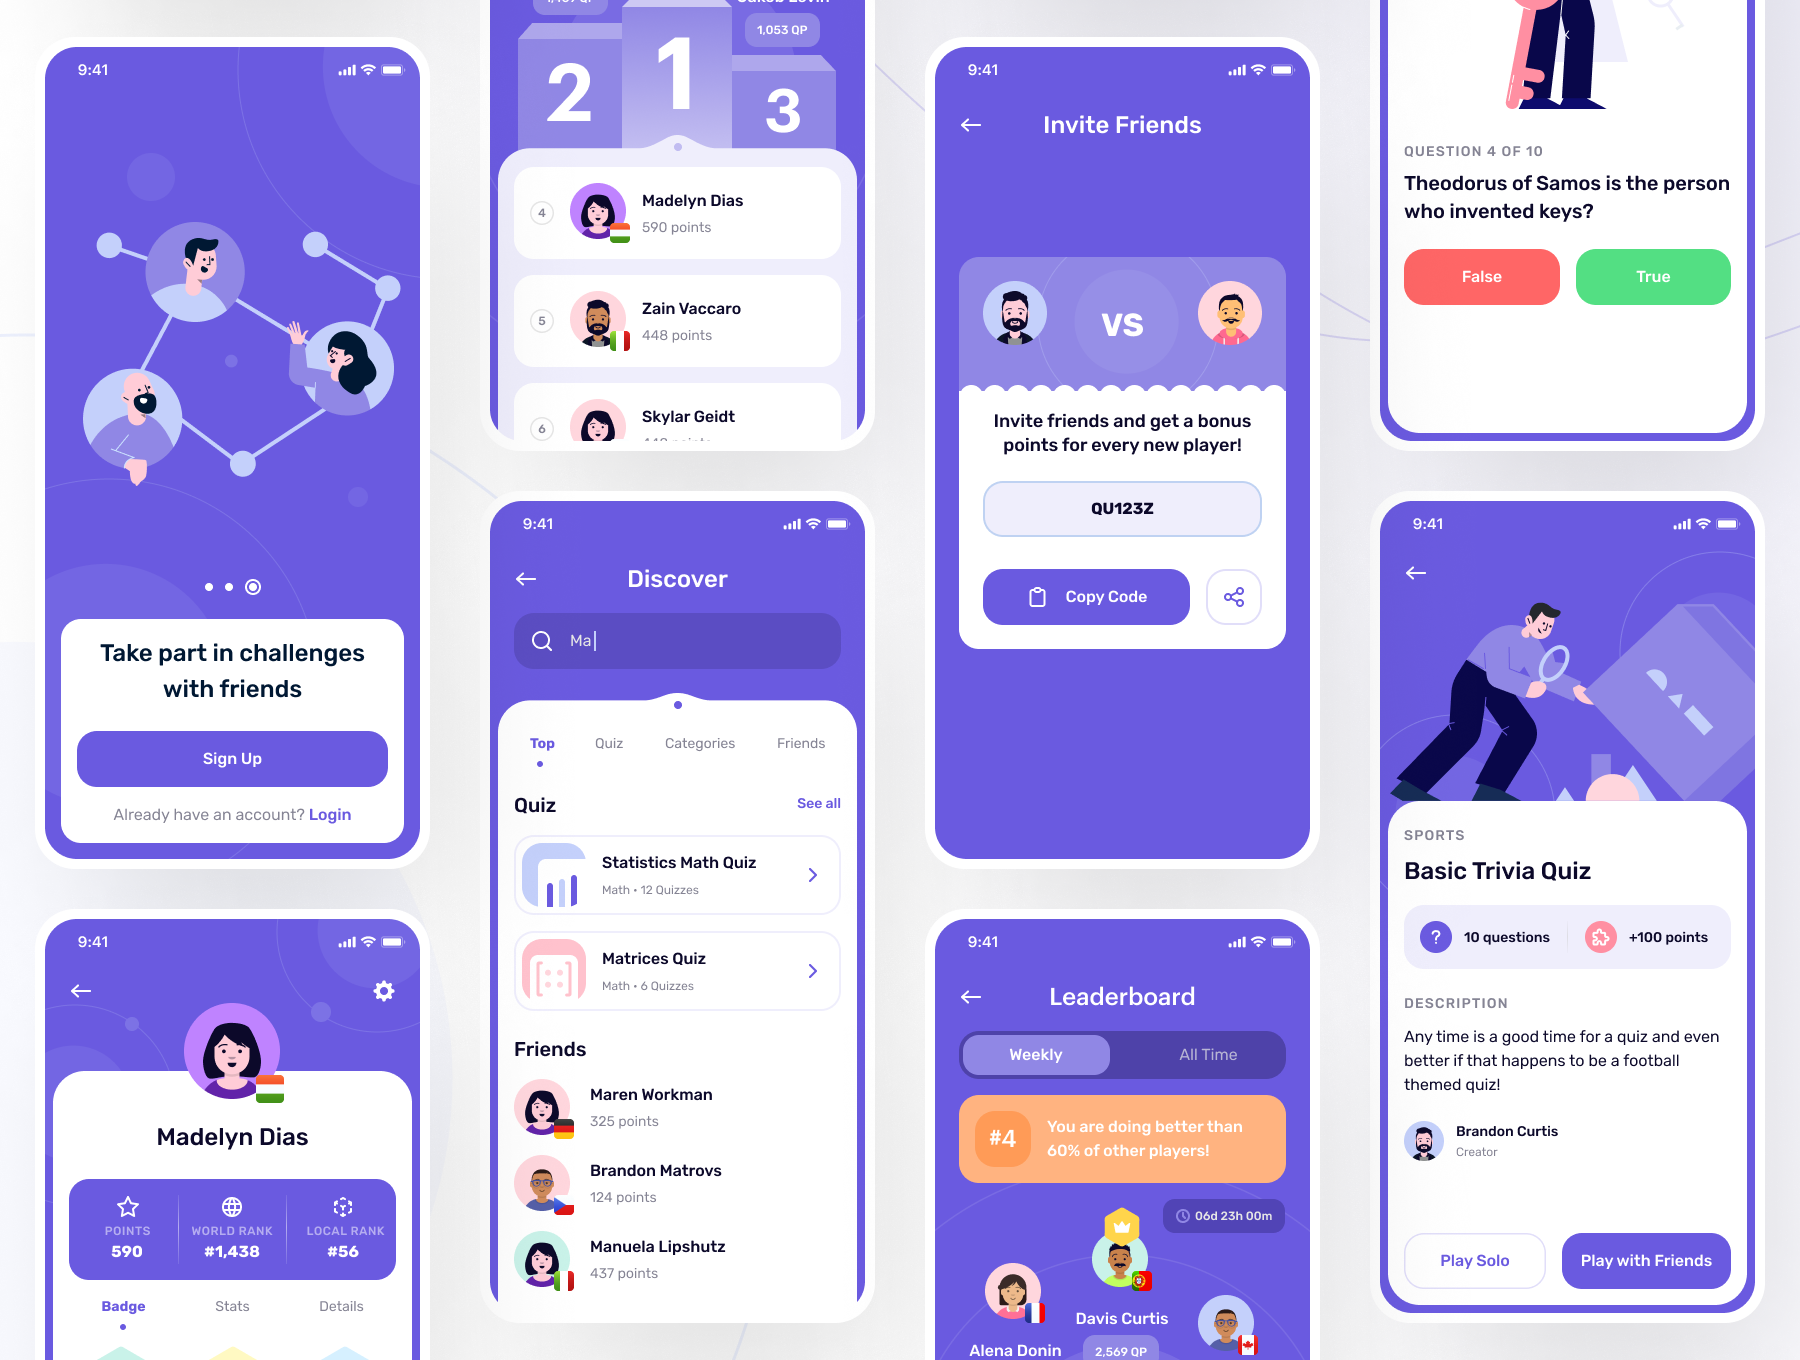 9:41
Take part in challenges
with friends
Sign Up
Already have an account? Login
9:41
Madelyn Dias
POINTS
590
WORLD RANK
#1,438
LOCAL RANK
#56
Badge
Stats
Details
1,053 QP
2
1
3
4
Madelyn Dias
590 points
5
Zain Vaccaro
448 points
6
Skylar Geidt
9:41
Discover
Ma
Top
Quiz
Categories
Friends
Quiz
See all
Statistics Math Quiz
Math • 12 Quizzes
Matrices Quiz
Math • 6 Quizzes
Friends
Maren Workman
325 points
Brandon Matrovs
124 points
Manuela Lipshutz
437 points
9:41
Invite Friends
VS
Invite friends and get a bonus
points for every new player!
QU123Z
Copy Code
9:41
Leaderboard
Weekly
All Time
#4
You are doing better than
60% of other players!
06d 23h 00m
Davis Curtis
2,569 QP
Alena Donin
QUESTION 4 OF 10
Theodorus of Samos is the person
who invented keys?
False
True
9:41
SPORTS
Basic Trivia Quiz
?
10 questions
+100 points
DESCRIPTION
Any time is a good time for a quiz and even
better if that happens to be a football
themed quiz!
Brandon Curtis
Creator
Play Solo
Play with Friends